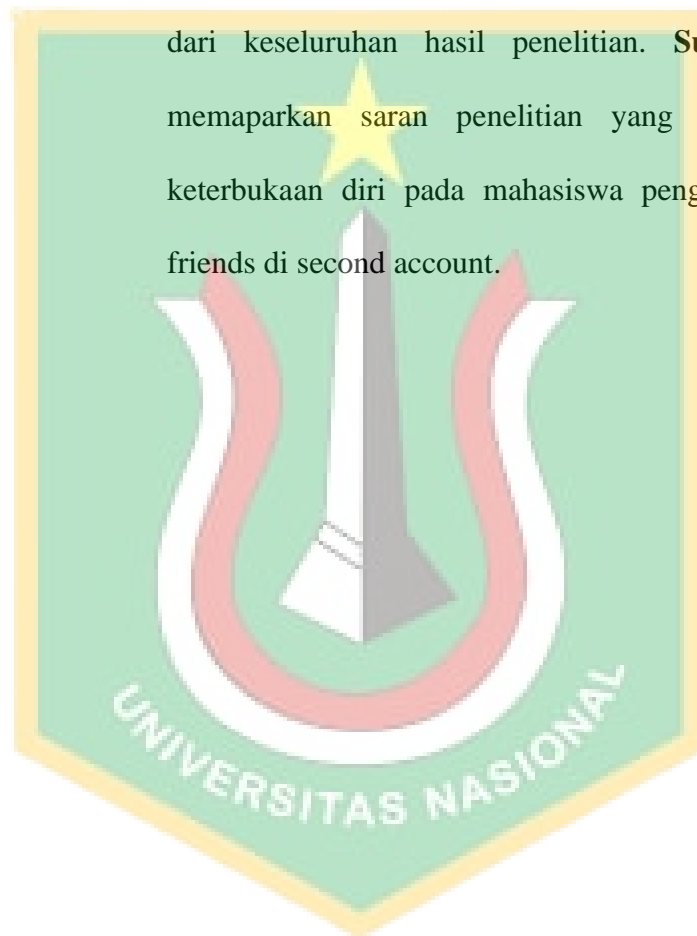 dari keseluruhan hasil penelitian.
memaparkan saran penelitian yang
keterbukaan diri pada mahasiswa
friends di second account.
UNIVERSITAS NASIONAL